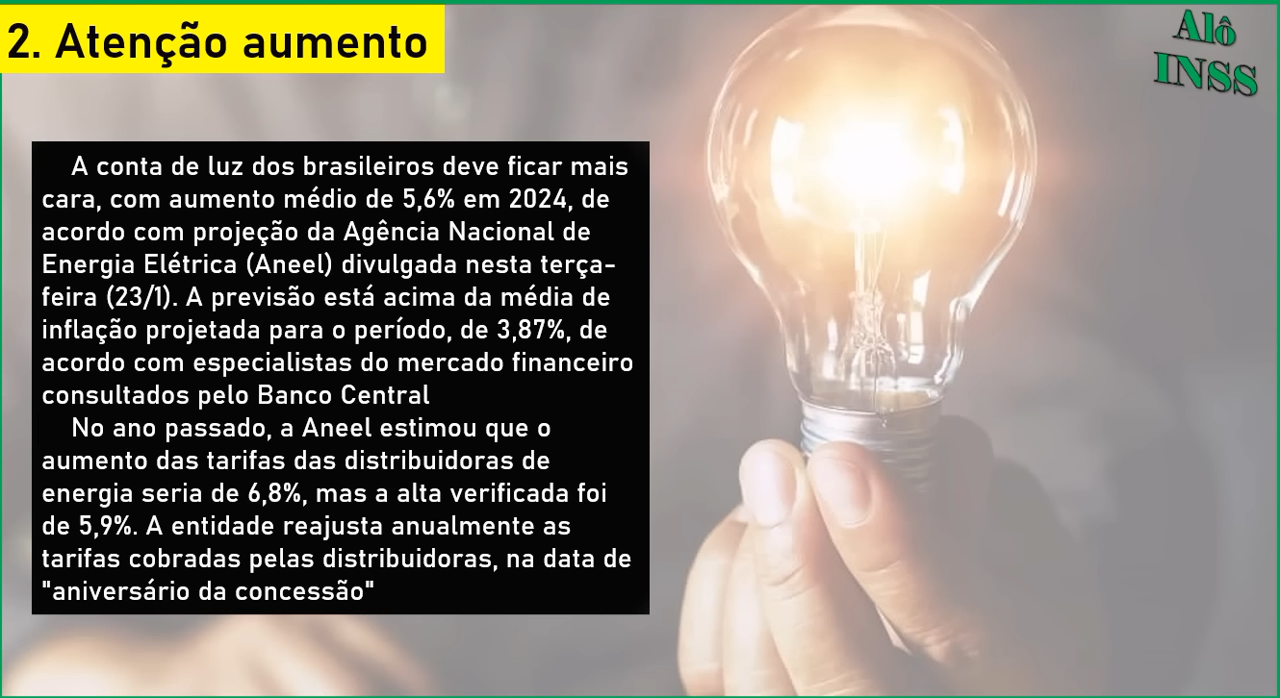 2. Atenção aumento
Alô
INSS
A conta de luz dos brasileiros deve ficar mais
cara, com aumento médio de 5,6% em 2024, de
acordo com projeção da Agência Nacional de
Energia Elétrica (Aneel) divulgada nesta terça-
feira (23/1). A previsão está acima da média de
inflação projetada para o período, de 3,87%, de
acordo com especialistas do mercado financeiro
consultados pelo Banco Central
No ano passado, a Aneel estimou que o
aumento das tarifas das distribuidoras de
energia seria de 6,8%, mas a alta verificada foi
de 5,9%. A entidade reajusta anualmente as
tarifas cobradas pelas distribuidoras, na data de
"aniversário da concessão"